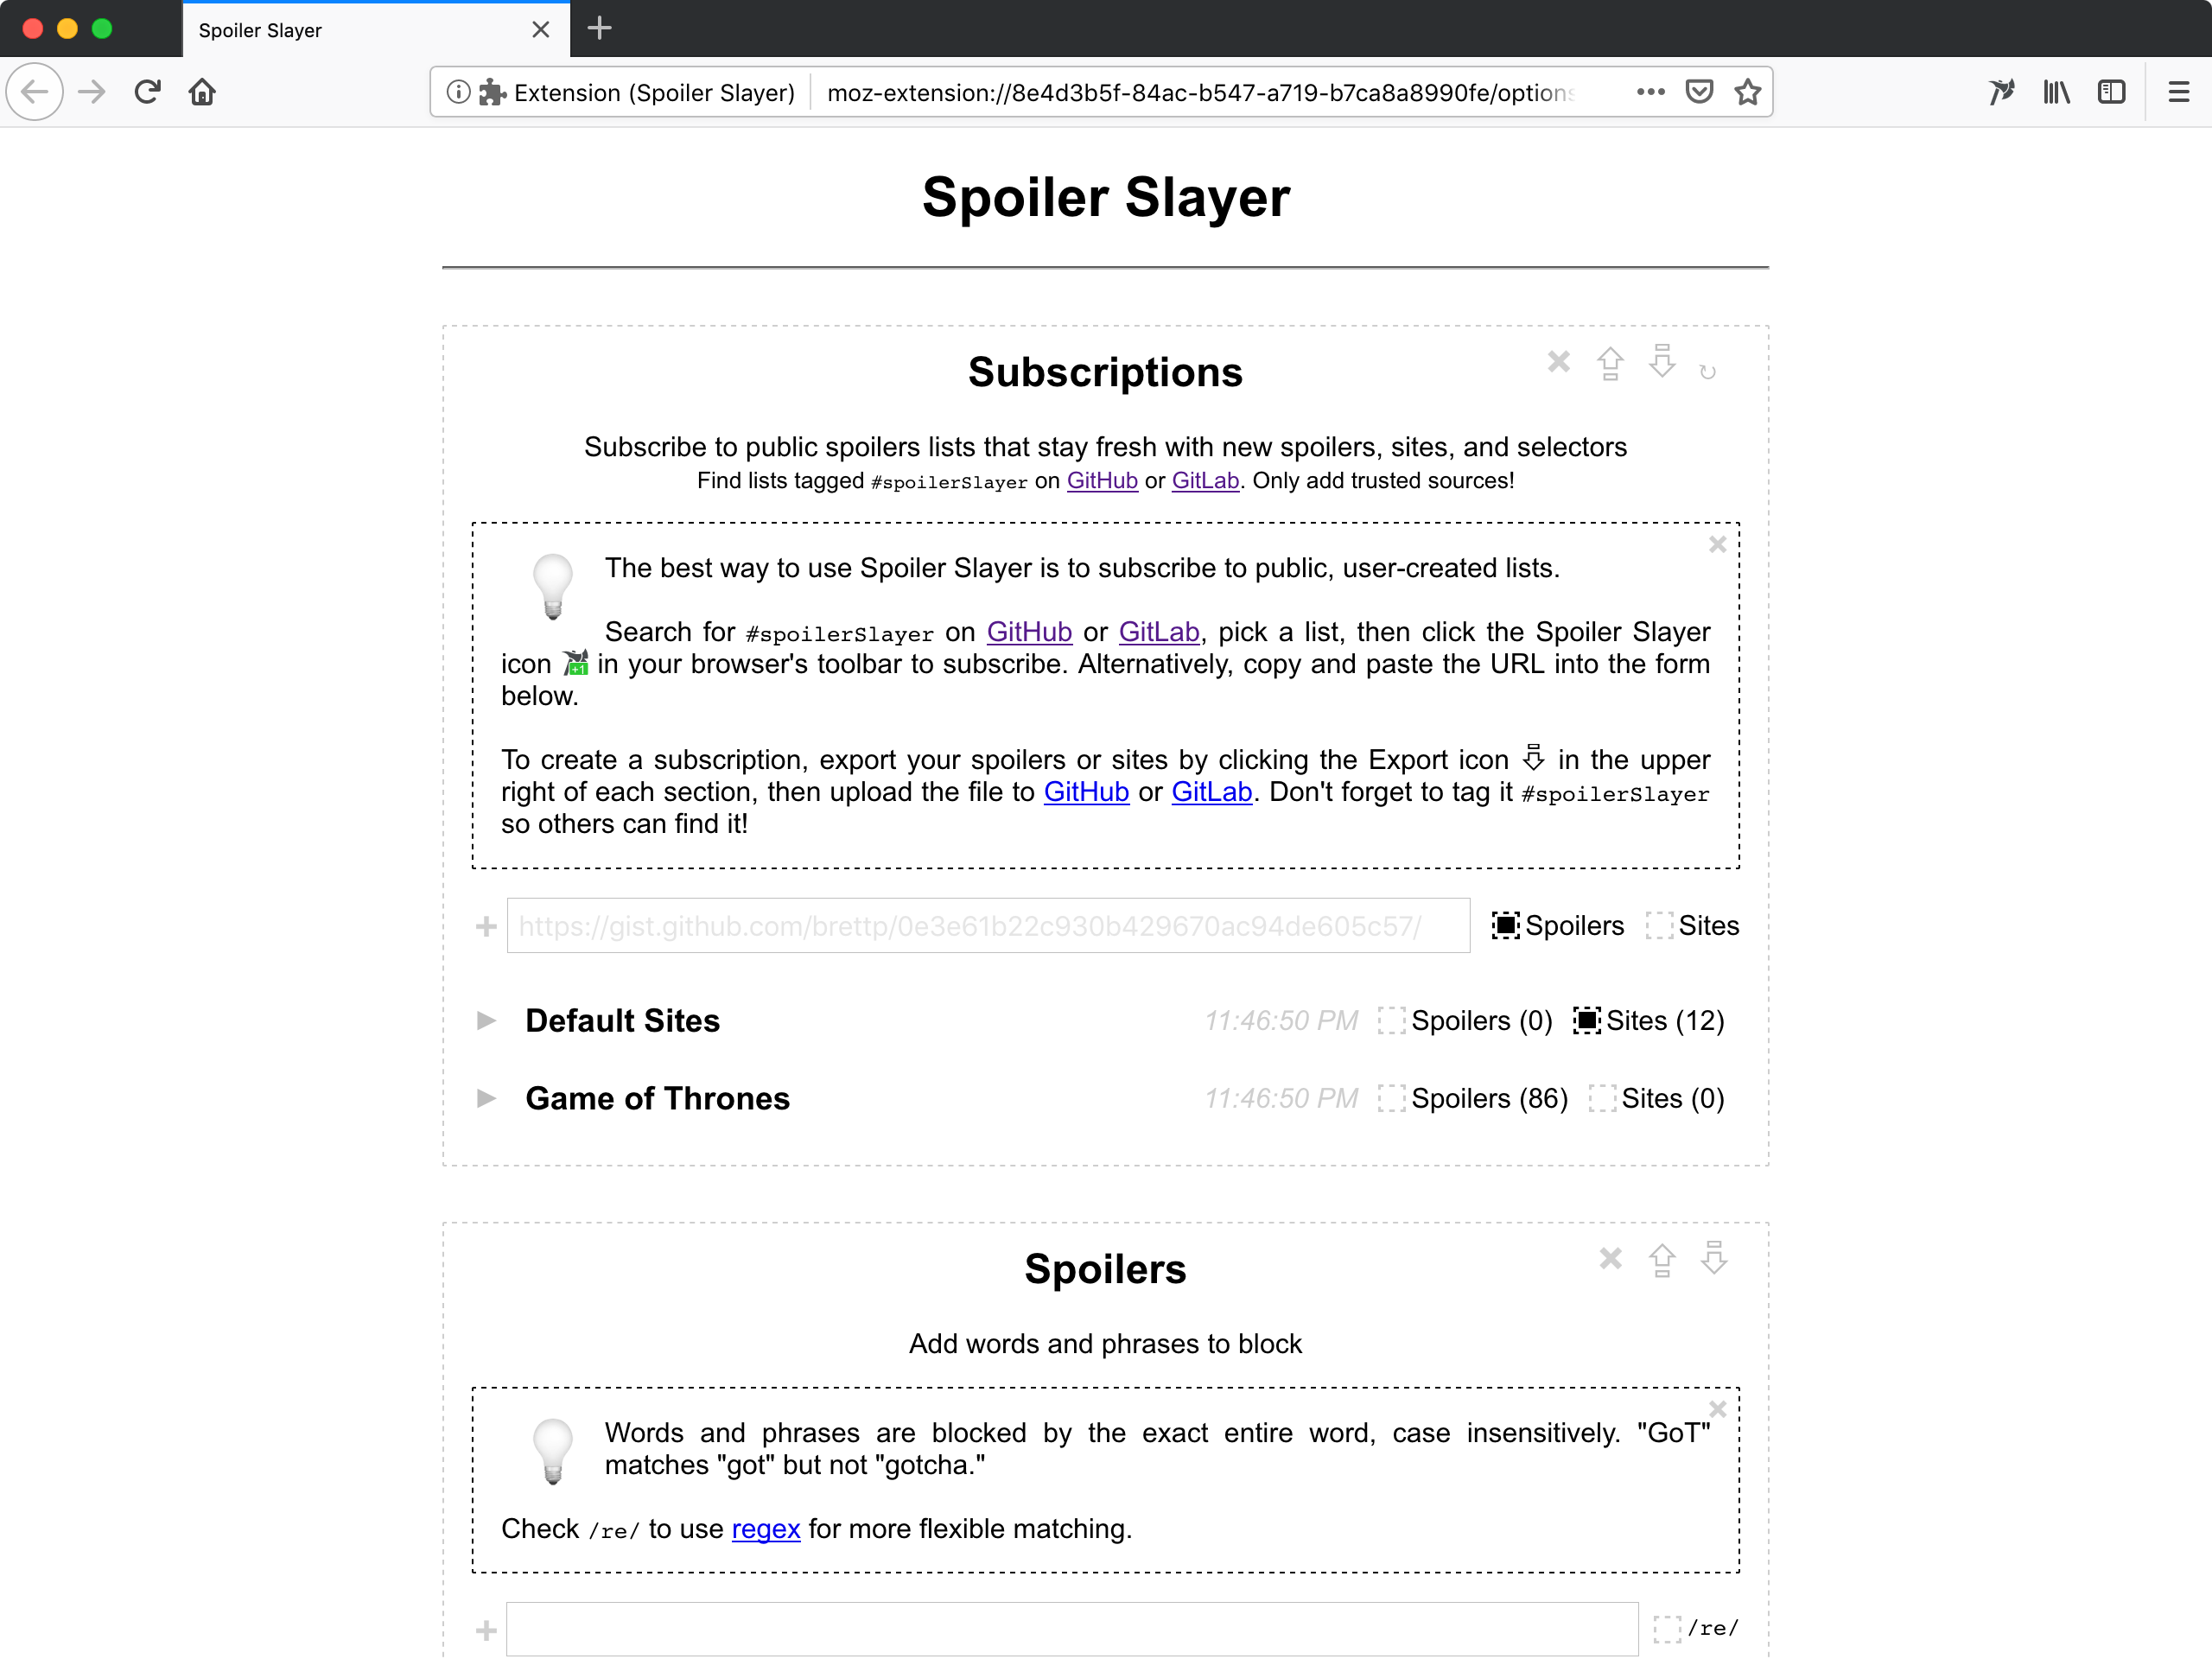 Spoiler Slayer
Extension (Spoiler Slayer) moz-extension://8e4d3b5f-84ac-b547-a719-b7ca8a8990fe/options
Spoiler Slayer
Subscriptions
Subscribe to public spoilers lists that stay fresh with new spoilers, sites, and selectors
Find lists tagged #spoilerSlayer on GitHub or GitLab. Only add trusted sources!
The best way to use Spoiler Slayer is to subscribe to public, user-created lists.
Search for #spoilerSlayer on GitHub or GitLab, pick a list, then click the Spoiler Slayer
icon +1 in your browser's toolbar to subscribe. Alternatively, copy and paste the URL into the form
below.
To create a subscription, export your spoilers or sites by clicking the Export icon in the upper
right of each section, then upload the file to GitHub or GitLab. Don't forget to tag it #spoilerSlayer
so others can find it!
https://gist.github.com/brettp/0e3e61b22c930b429670ac94de605c57/ Spoilers Sites
Default Sites 11:46:50 PM Spoilers (0) Sites (12)
Game of Thrones 11:46:50 PM Spoilers (86) Sites (0)
Spoilers
Add words and phrases to block
Words and phrases are blocked by the exact entire word, case insensitively. "GoT"
matches "got" but not "gotcha."
Check /re/ to use regex for more flexible matching.
/re/